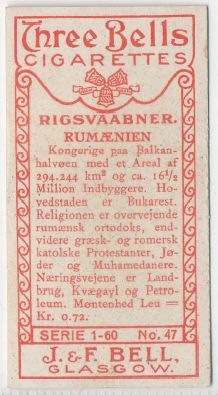 Three Bells
CIGARETTES
RIGSVAABNER.
RUMÆNIEN
Kongerige paa Balkan-
halvøen med et Areal af
294.244 km² og ca. 16½
Million Indbyggere. Ho-
vedstaden er Bukarest.
Religionen er overvejende
rumænsk ortodoks, end-
videre græsk- og romersk
katolske Protestanter, Jø-
der og Muhamedanere.
Næringsvejene er Land-
brug, Kvægavl og Petro-
leum. Møntenhed Leu =
Kr. 0.72.
SERIE 1-60 No. 47
J. & F. BELL,
GLASGOW.